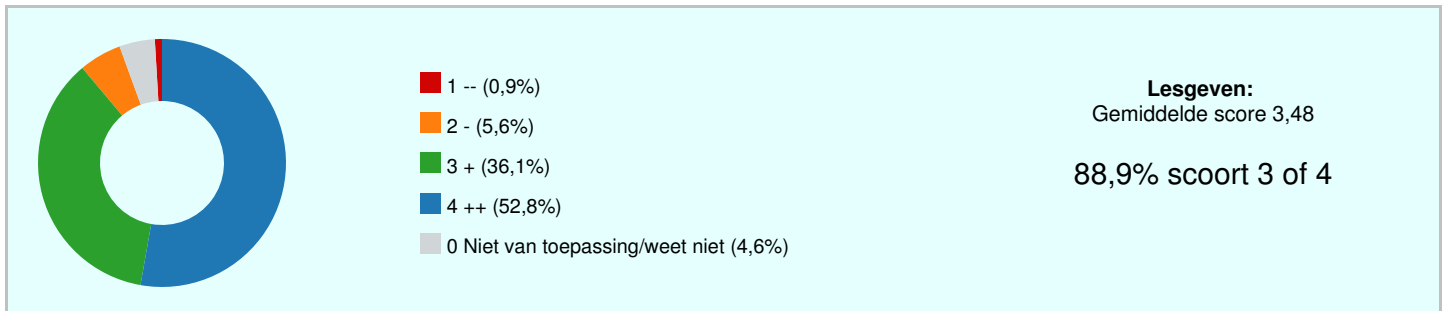 1 -- (0,9%)
2 - (5,6%)
3 + (36,1%)
4 ++ (52,8%)
0 Niet van toepassing/weet niet (4,6%)
Lesgeven:
Gemiddelde score 3,48
88,9% scoort 3 of 4